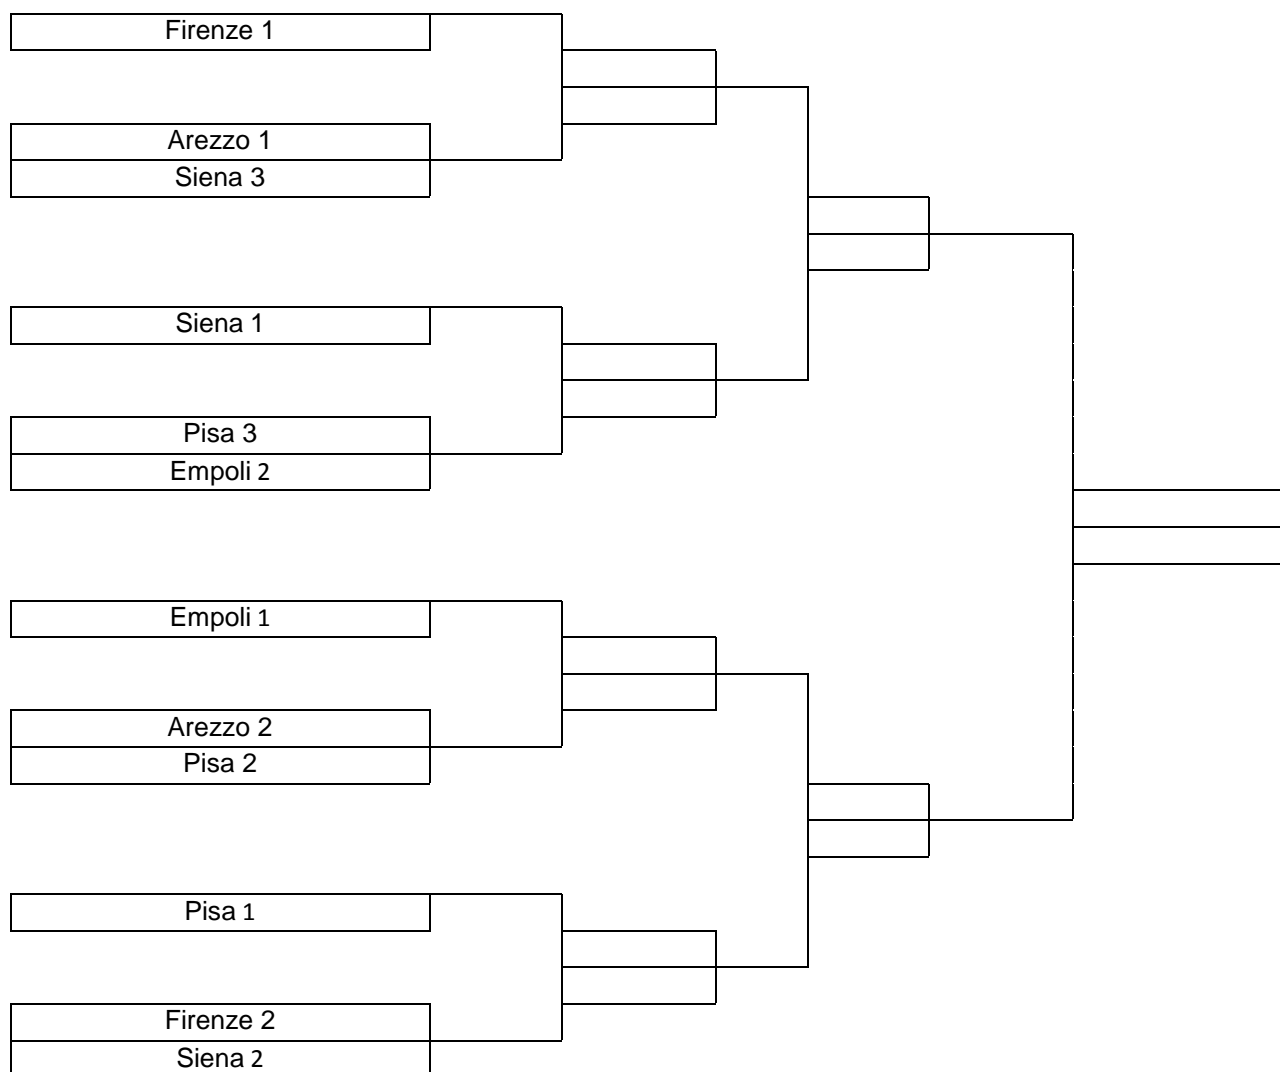 Firenze 1
Arezzo 1
Siena 3
Siena 1
Pisa 3
Empoli 2
Empoli 1
Arezzo 2
Pisa 2
Pisa 1
Firenze 2
Siena 2